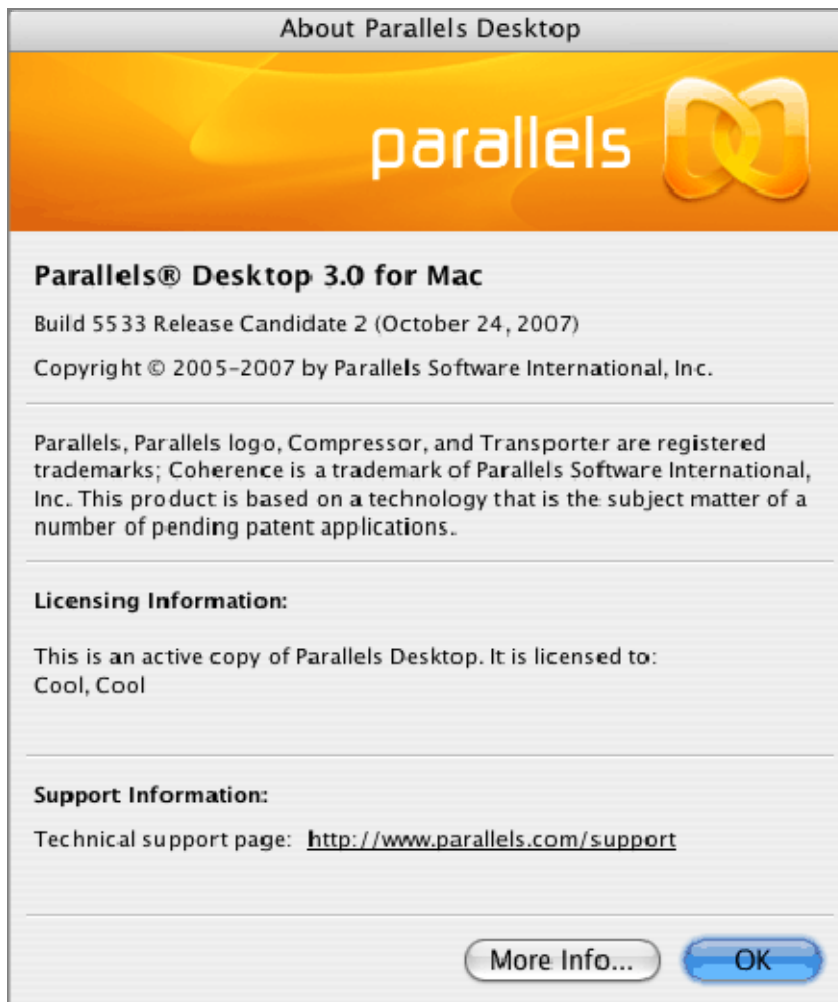 About Parallels Desktop
parallels
Parallels® Desktop 3.0 for Mac
Build 5533 Release Candidate 2 (October 24, 2007)
Copyright © 2005-2007 by Parallels Software International, Inc.
Parallels, Parallels logo, Compressor, and Transporter are registered
trademarks; Coherence is a trademark of Parallels Software International,
Inc. This product is based on a technology that is the subject matter of a
number of pending patent applications.
Licensing Information:
This is an active copy of Parallels Desktop. It is licensed to:
Cool, Cool
Support Information:
Technical support page: http://www.parallels.com/support
More Info... OK